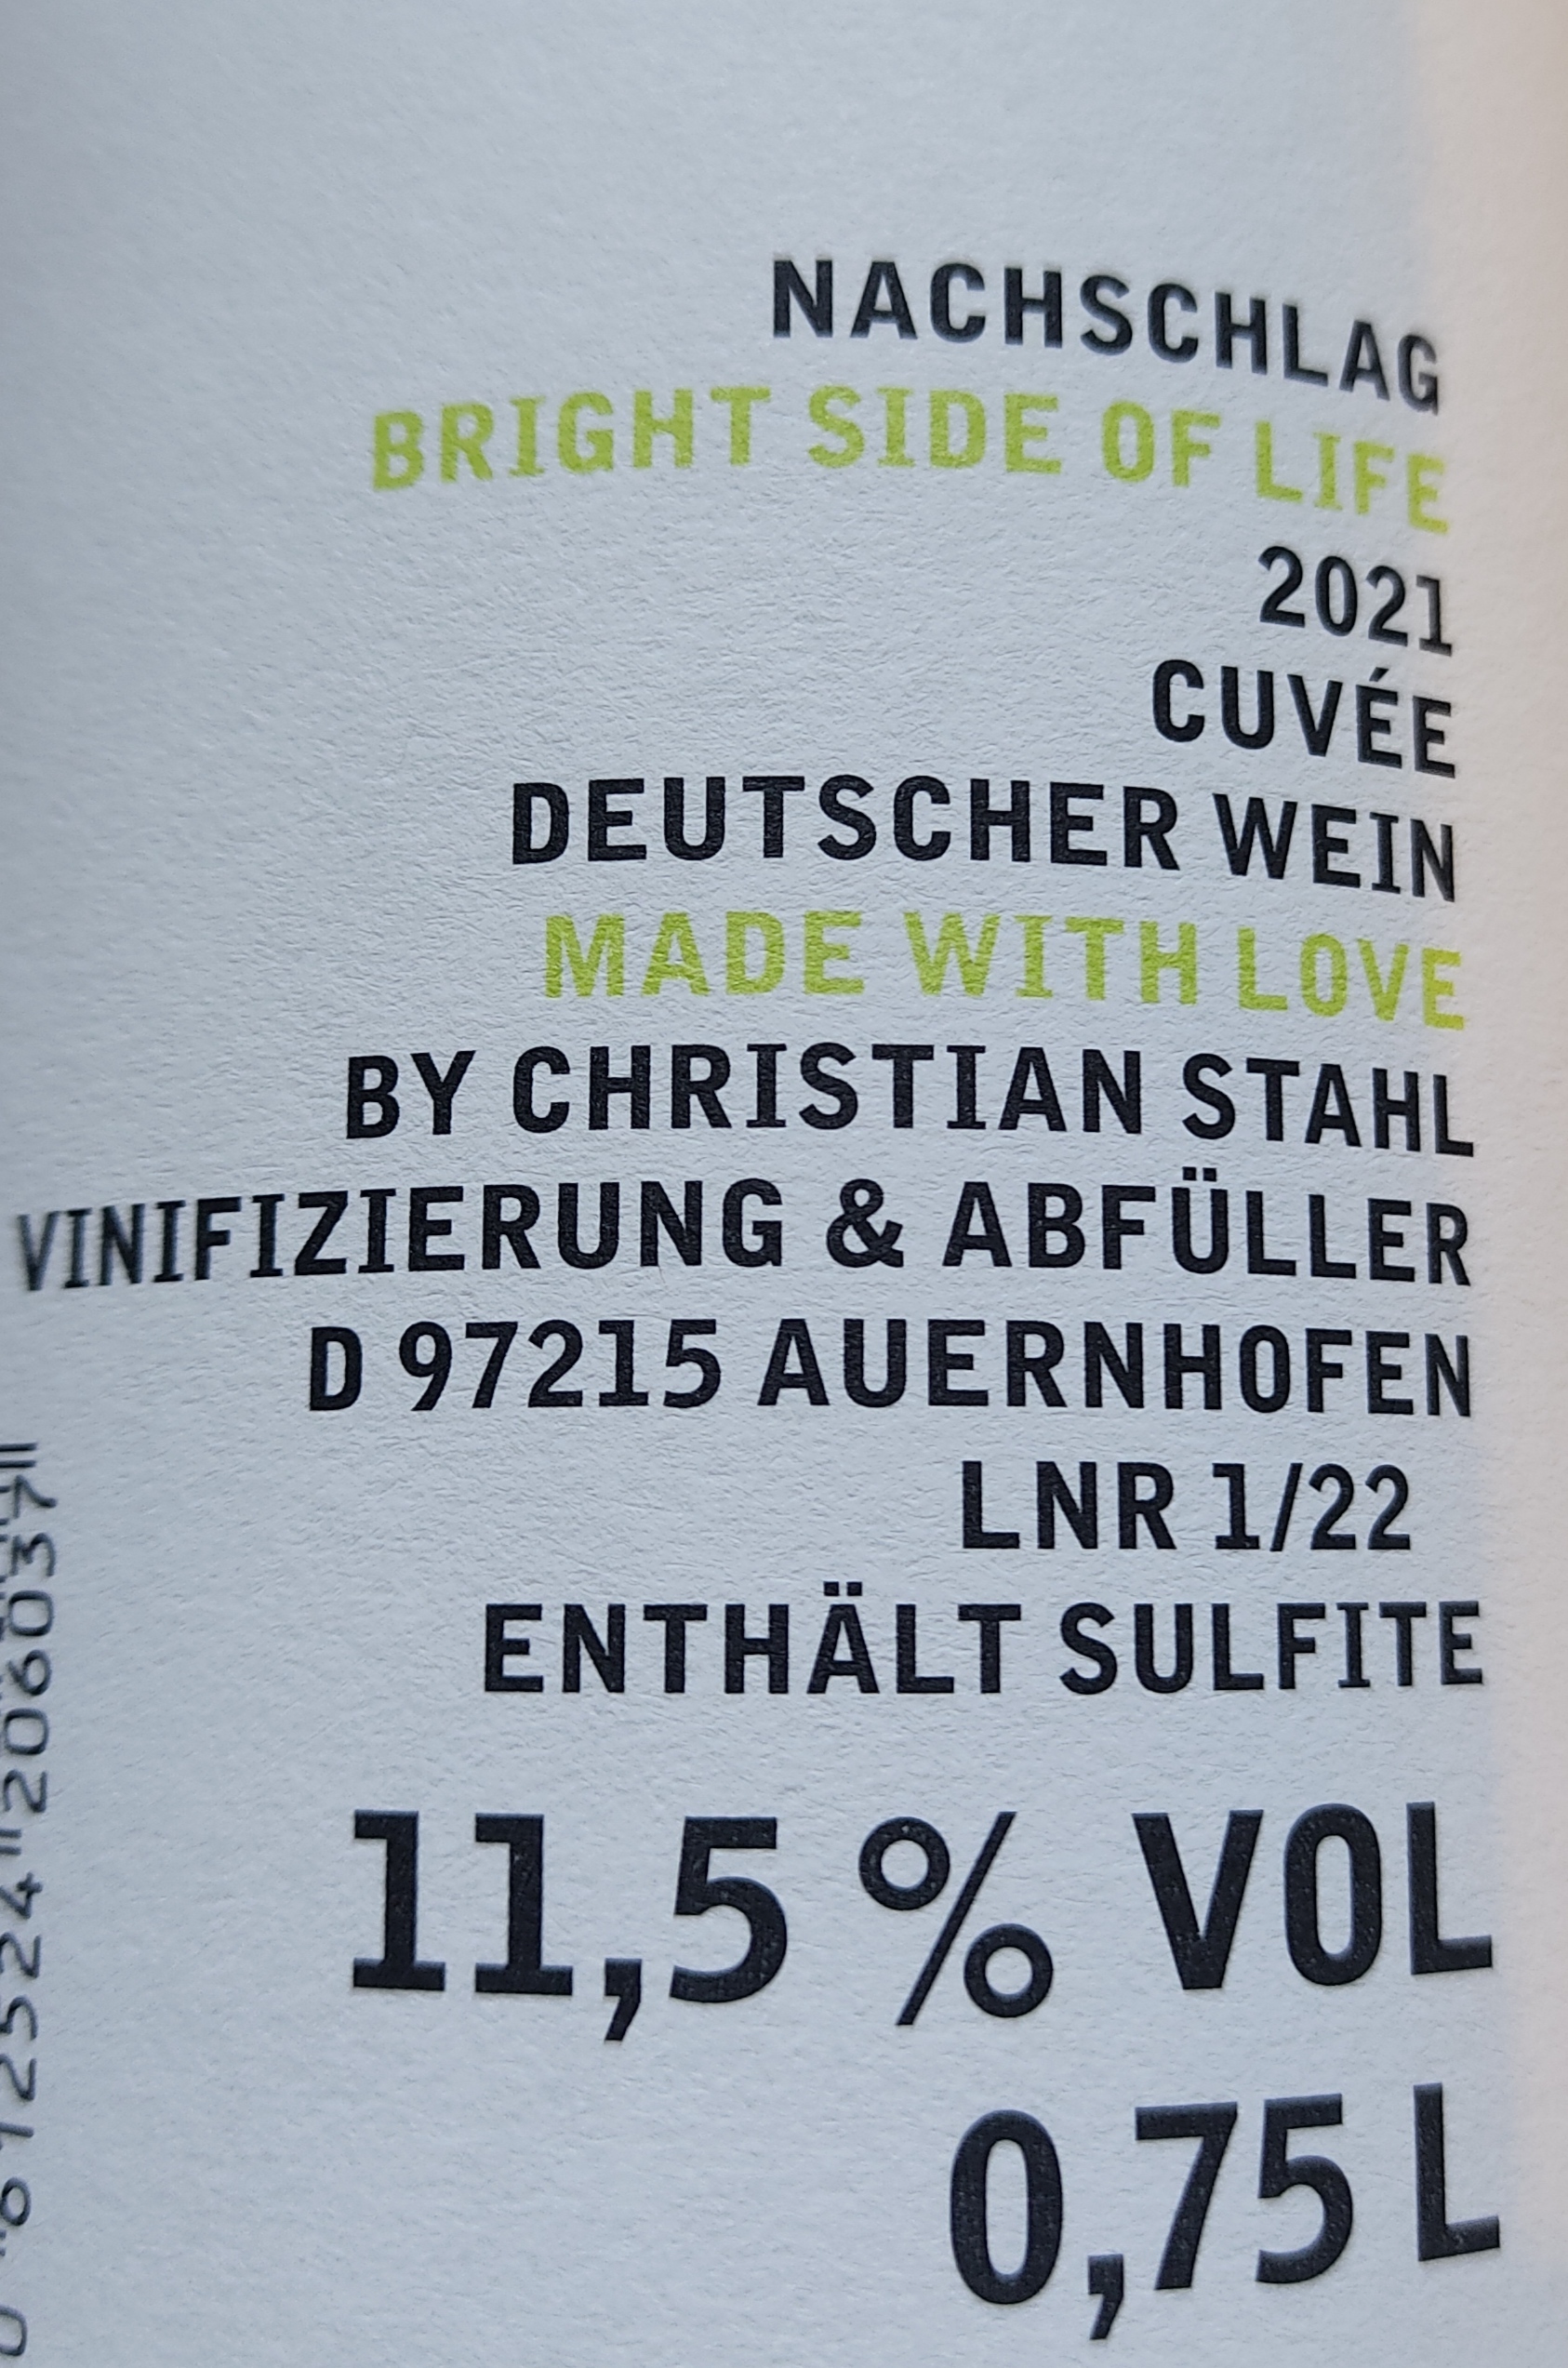 NACHSCHLAG
BRIGHT SIDE OF LIFE
2021
CUVÉE
DEUTSCHER WEIN
MADE WITH LOVE
BY CHRISTIAN STAHL
VINIFIZIERUNG & ABFÜLLER
D 97215 AUERNHOFEN
LNR 1/22
ENTHÄLT SULFITE
11,5 % VOL
0,75 L